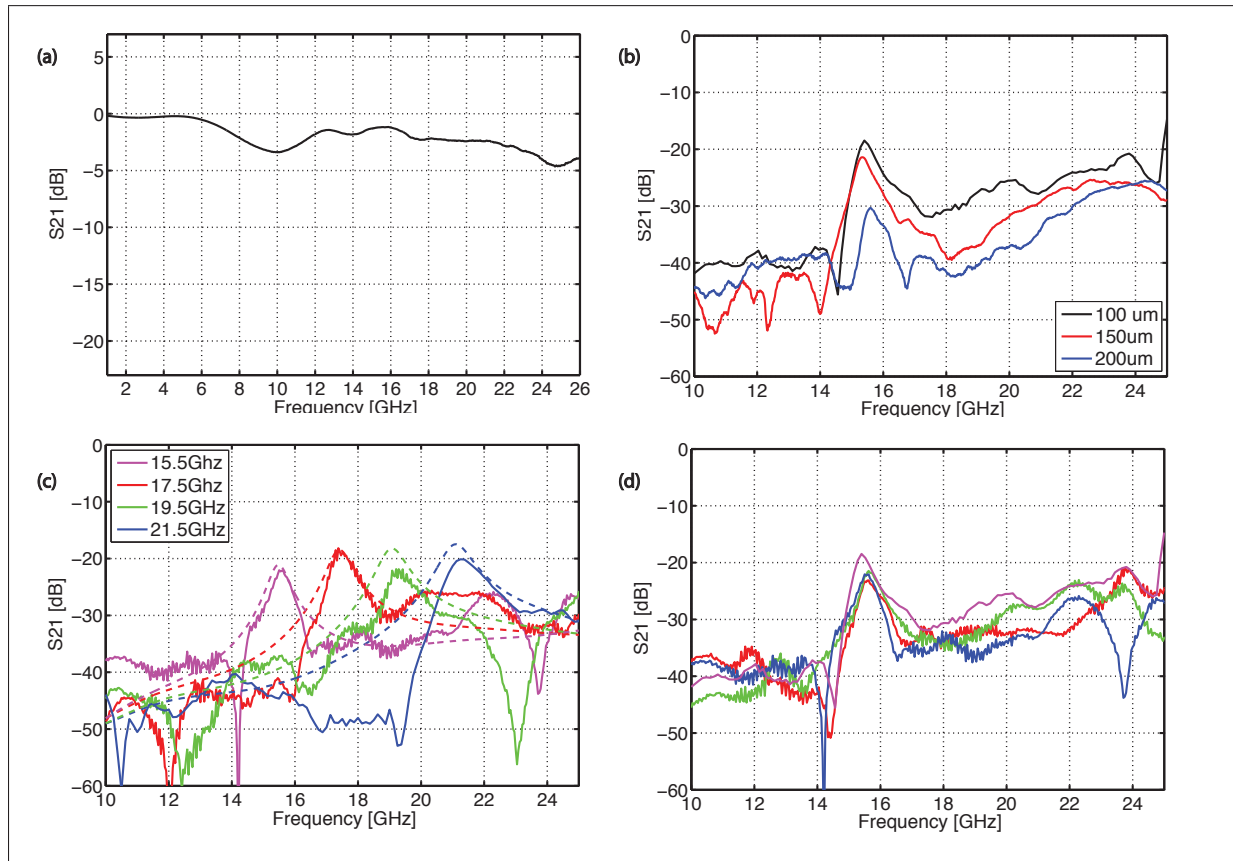 (a)
5
0
−5
−10
−15
−20
S21 [dB]
2 4 6 8 10 12 14 16 18 20 22 24 26
Frequency [GHz]
(b)
0
−10
−20
−30
−40
−50
−60
S21 [dB]
100 um
150um
200um
10 12 14 16 18 20 22 24
Frequency [GHz]
(c)
0
−10
−20
−30
−40
−50
−60
S21 [dB]
15.5Ghz
17.5Ghz
19.5Ghz
21.5Ghz
10 12 14 16 18 20 22 24
Frequency [GHz]
(d)
0
−10
−20
−30
−40
−50
−60
S21 [dB]
10 12 14 16 18 20 22 24
Frequency [GHz]